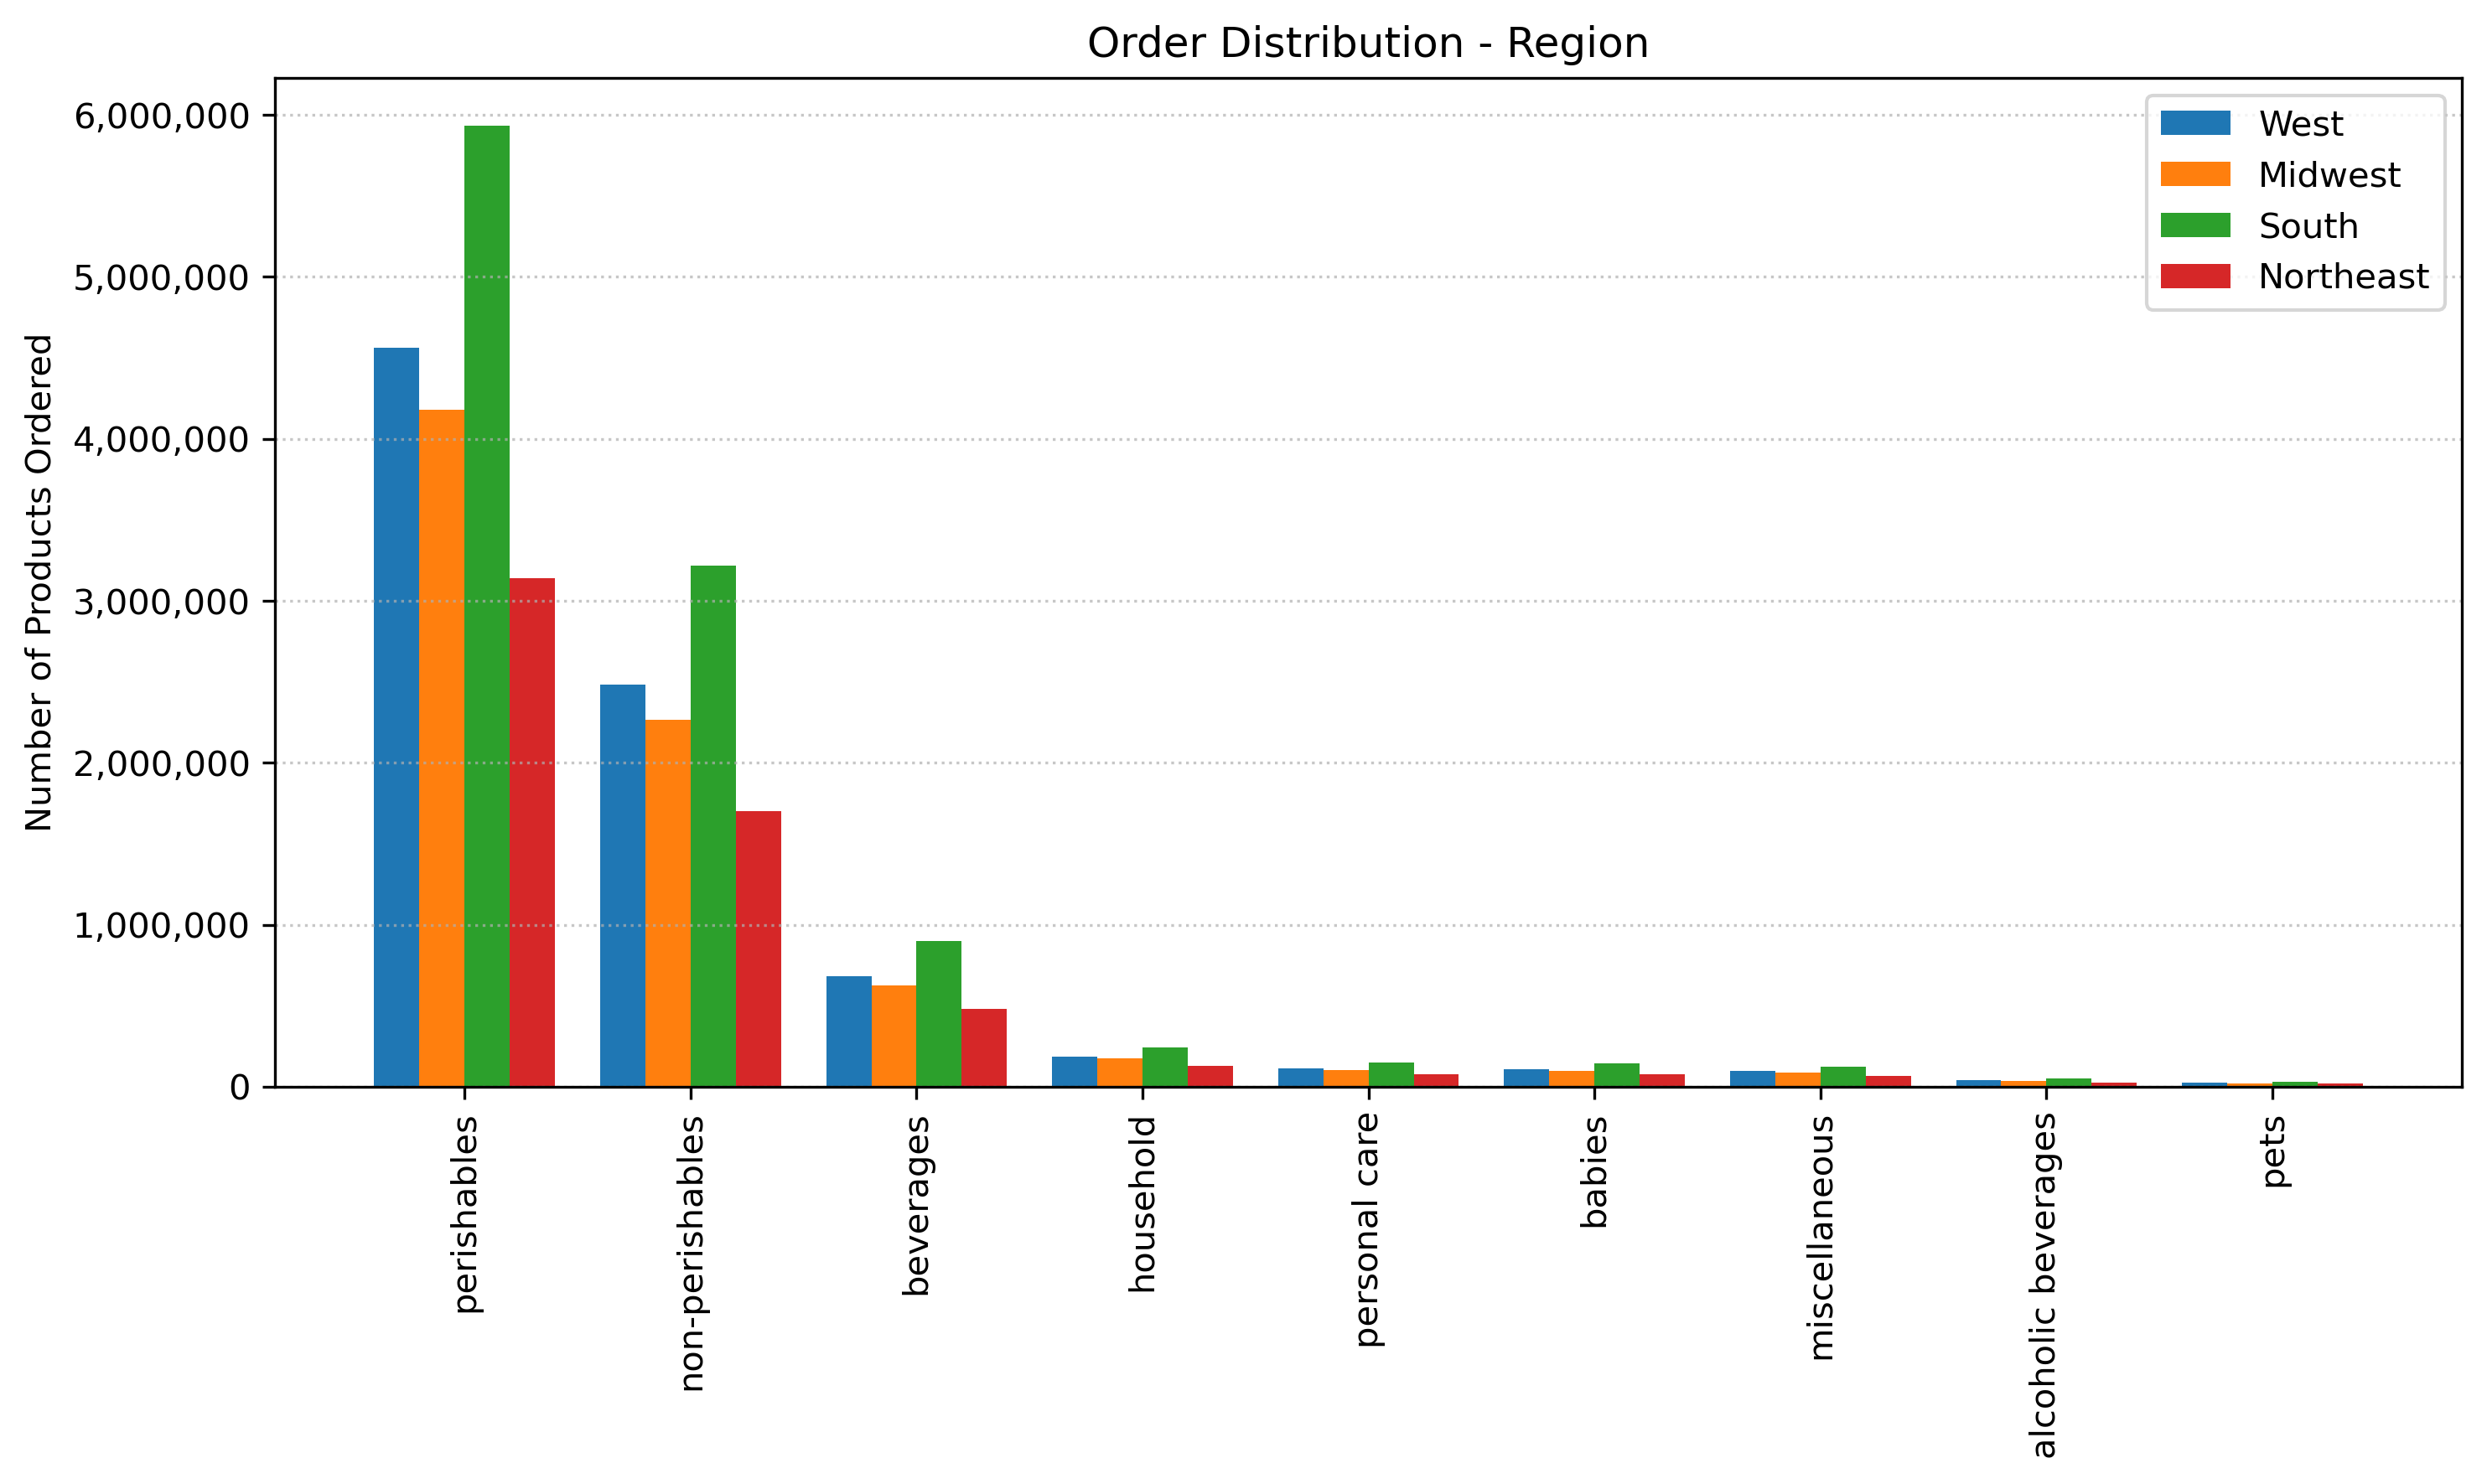 Order Distribution - Region
Number of Products Ordered
6,000,000
5,000,000
4,000,000
3,000,000
2,000,000
1,000,000
0
West
Midwest
South
Northeast
perishables
non-perishables
beverages
household
personal care
babies
miscellaneous
alcoholic beverages
pets